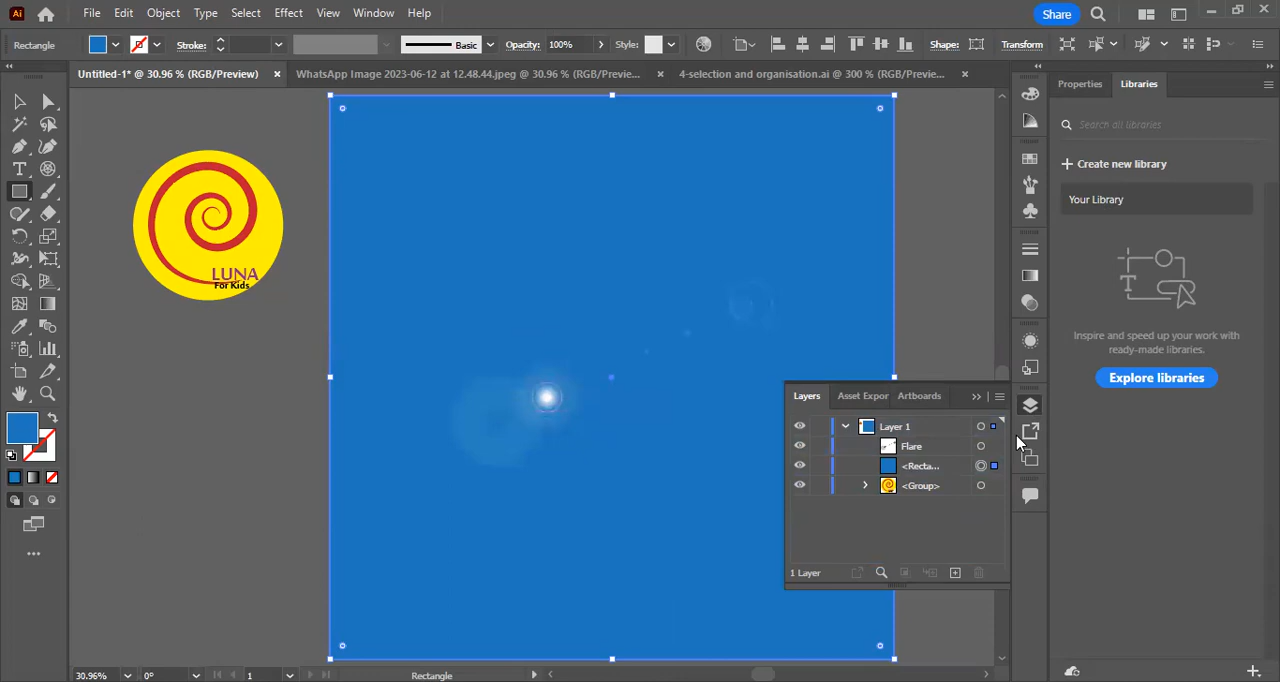 File Edit Object Type Select Effect View Window Help
Share
Rectangle
Stroke:
Basic
Opacity: 100%
Style:
Shape:
Transform
Untitled-1* @ 30.96 % (RGB/Preview)
WhatsApp Image 2023-06-12 at 12.48.44.jpeg @ 30.96 % (RGB/Previe...
4-selection and organisation.ai @ 300 % (RGB/Preview)
Properties
Libraries
Search all libraries
Create new library
Your Library
LUNA
For Kids
Inspire and speed up your work with
ready-made libraries.
Explore libraries
Layers
Asset Expor
Artboards
Layer 1
Flare
<Recta...
<Group>
1 Layer
30.96%
0°
1
Rectangle